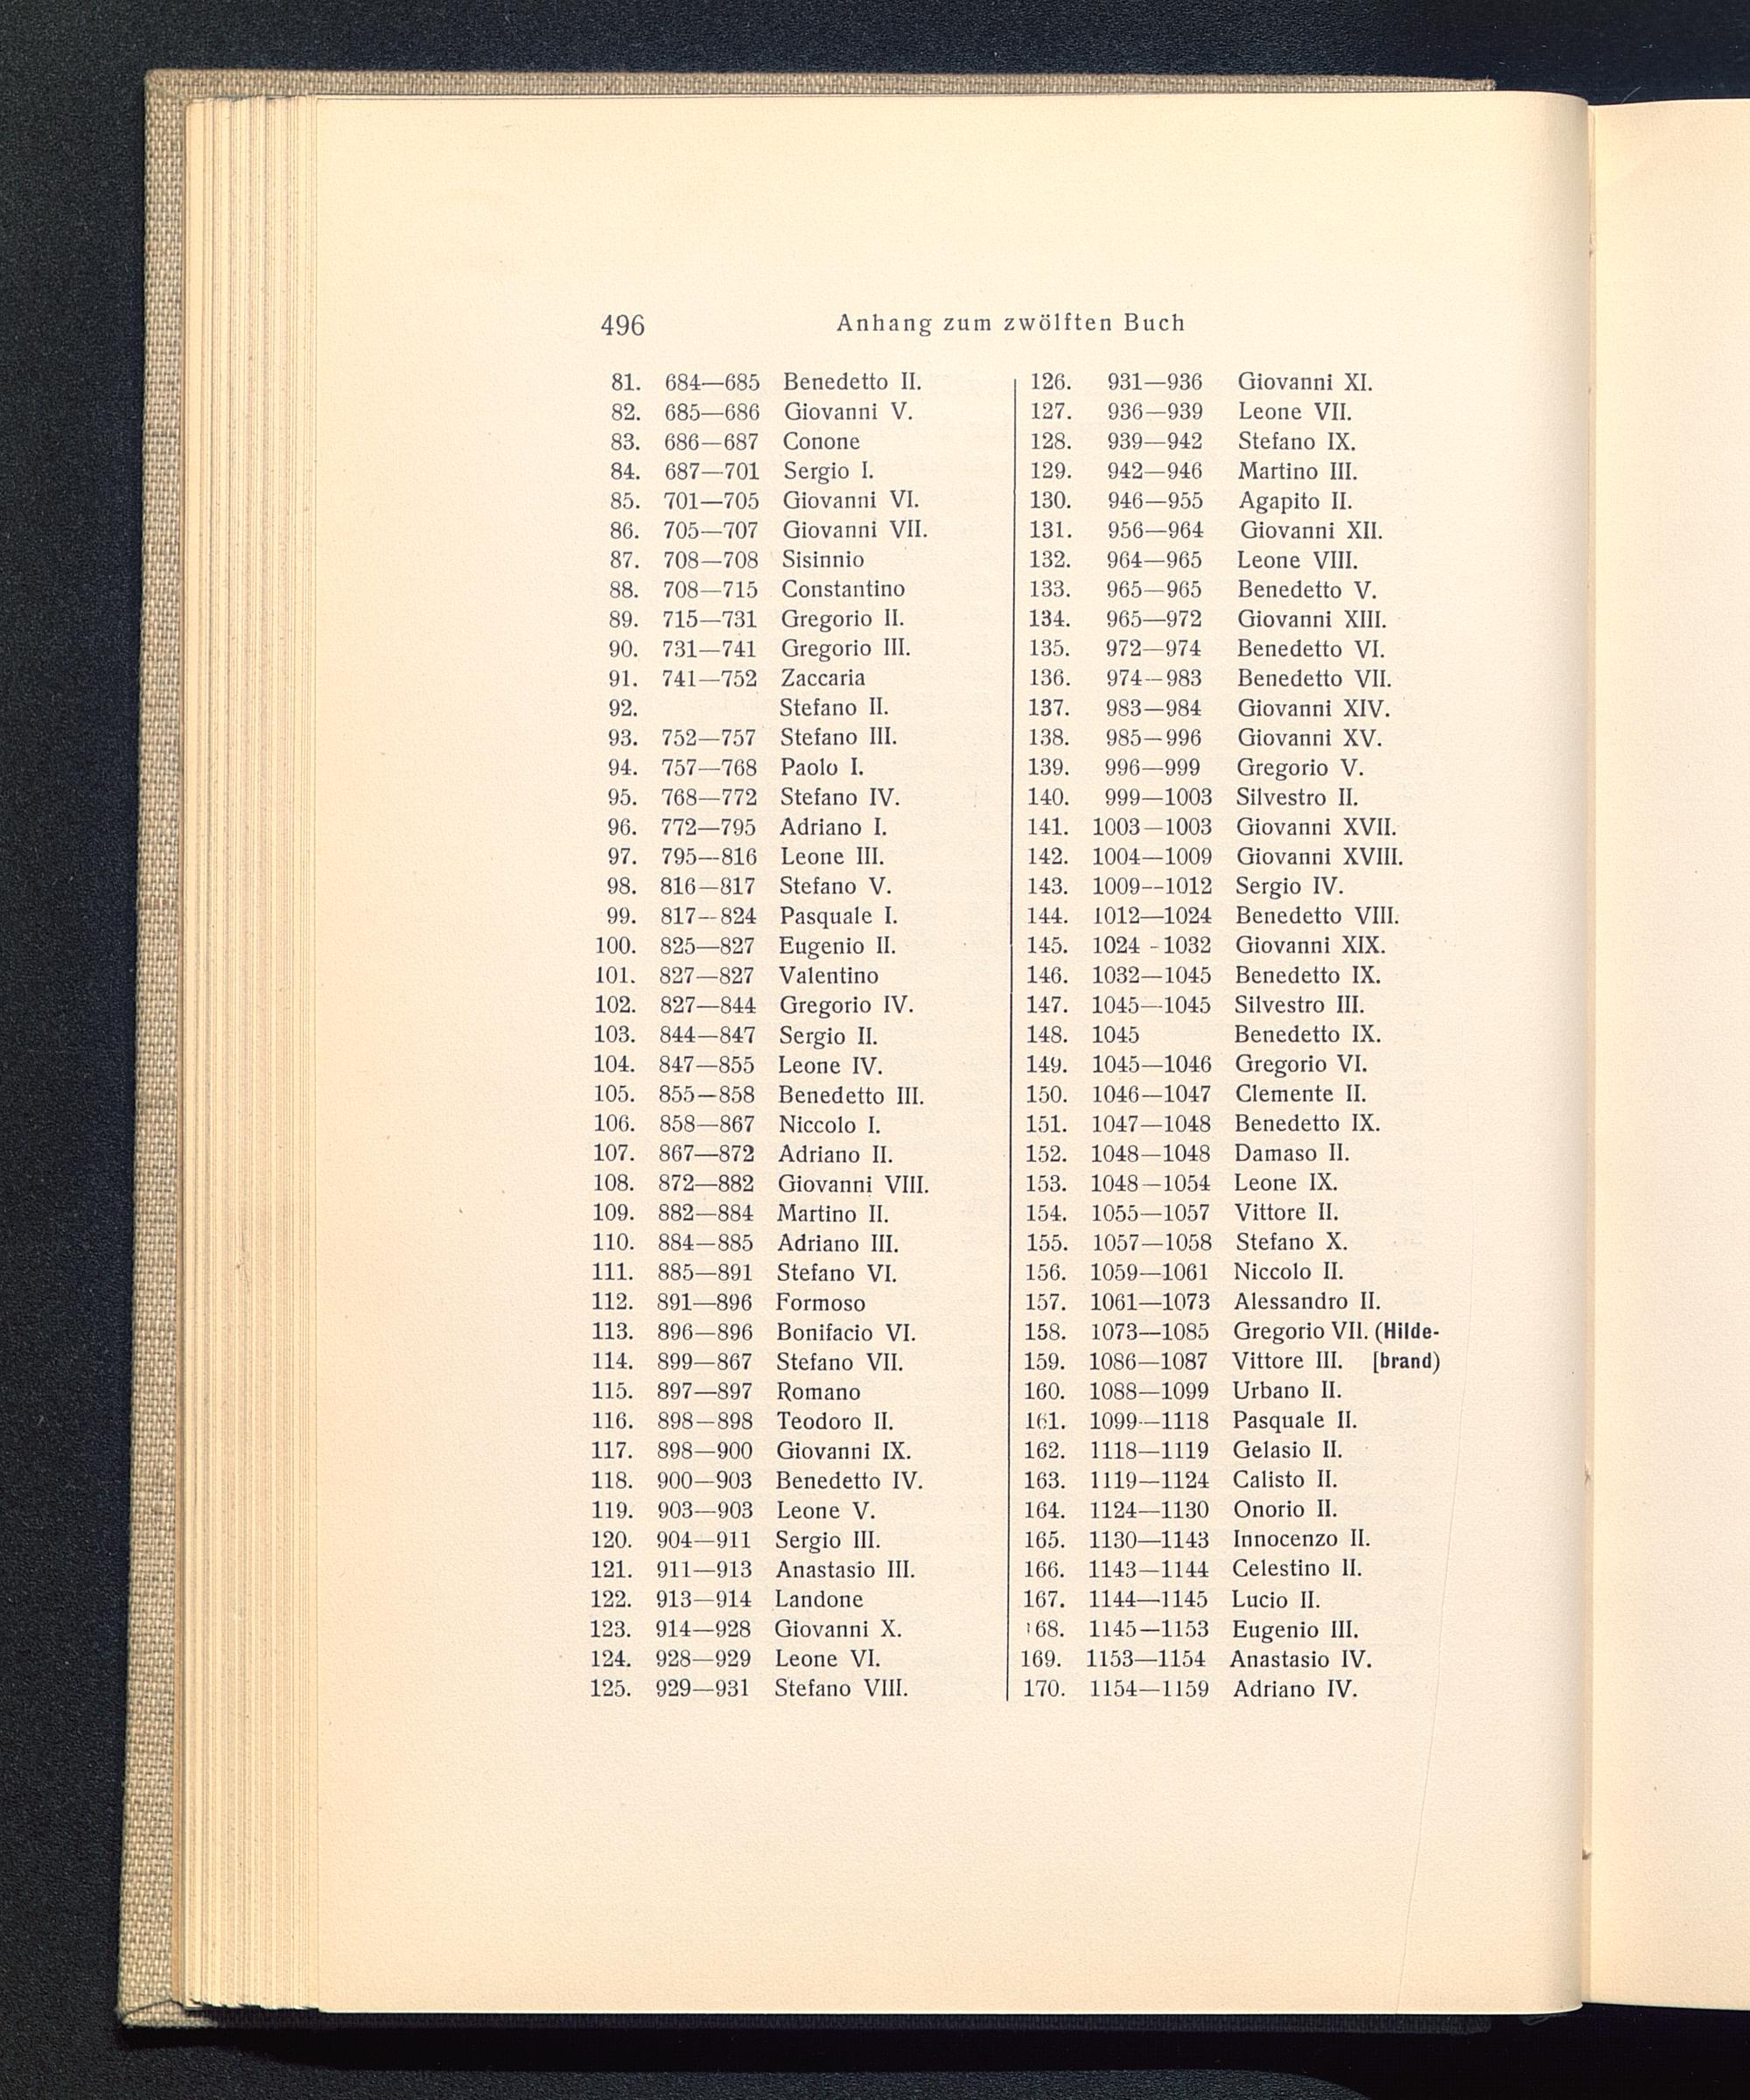 496 Anhang zum zwölften Buch
81. 684—685 Benedetto II.
82. 685—686 Giovanni V.
83. 686—687 Conone
84. 687—701 Sergio I.
85. 701—705 Giovanni VI.
86. 705—707 Giovanni VII.
87. 708—708 Sisinnio
88. 708—715 Constantino
89. 715—731 Gregorio II.
90. 731—741 Gregorio III.
91. 741—752 Zaccaria
92. Stefano II.
93. 752—757 Stefano III.
94. 757—768 Paolo I.
95. 768—772 Stefano IV.
96. 772—795 Adriano I.
97. 795—816 Leone III.
98. 816—817 Stefano V.
99. 817—824 Pasquale I.
100. 825—827 Eugenio II.
101. 827—827 Valentino
102. 827—844 Gregorio IV.
103. 844—847 Sergio II.
104. 847—855 Leone IV.
105. 855—858 Benedetto III.
106. 858—867 Niccolo I.
107. 867—872 Adriano II.
108. 872—882 Giovanni VIII.
109. 882—884 Martino II.
110. 884—885 Adriano III.
111. 885—891 Stefano VI.
112. 891—896 Formoso
113. 896—896 Bonifacio VI.
114. 899—867 Stefano VII.
115. 897—897 Romano
116. 898—898 Teodoro II.
117. 898—900 Giovanni IX.
118. 900—903 Benedetto IV.
119. 903—903 Leone V.
120. 904—911 Sergio III.
121. 911—913 Anastasio III.
122. 913—914 Landone
123. 914—928 Giovanni X.
124. 928—929 Leone VI.
125. 929—931 Stefano VIII.
126. 931—936 Giovanni XI.
127. 936—939 Leone VII.
128. 939—942 Stefano IX.
129. 942—946 Martino III.
130. 946—955 Agapito II.
131. 956—964 Giovanni XII.
132. 964—965 Leone VIII.
133. 965—965 Benedetto V.
134. 965—972 Giovanni XIII.
135. 972—974 Benedetto VI.
136. 974—983 Benedetto VII.
137. 983—984 Giovanni XIV.
138. 985—996 Giovanni XV.
139. 996—999 Gregorio V.
140. 999—1003 Silvestro II.
141. 1003—1003 Giovanni XVII.
142. 1004—1009 Giovanni XVIII.
143. 1009—1012 Sergio IV.
144. 1012—1024 Benedetto VIII.
145. 1024 - 1032 Giovanni XIX.
146. 1032—1045 Benedetto IX.
147. 1045—1045 Silvestro III.
148. 1045 Benedetto IX.
149. 1045—1046 Gregorio VI.
150. 1046—1047 Clemente II.
151. 1047—1048 Benedetto IX.
152. 1048—1048 Damaso II.
153. 1048—1054 Leone IX.
154. 1055—1057 Vittore II.
155. 1057—1058 Stefano X.
156. 1059—1061 Niccolo II.
157. 1061—1073 Alessandro II.
158. 1073—1085 Gregorio VII. (Hilde-
159. 1086—1087 Vittore III. [brand)
160. 1088—1099 Urbano II.
161. 1099—1118 Pasquale II.
162. 1118—1119 Gelasio II.
163. 1119—1124 Calisto II.
164. 1124—1130 Onorio II.
165. 1130—1143 Innocenzo II.
166. 1143—1144 Celestino II.
167. 1144—1145 Lucio II.
168. 1145—1153 Eugenio III.
169. 1153—1154 Anastasio IV.
170. 1154—1159 Adriano IV.